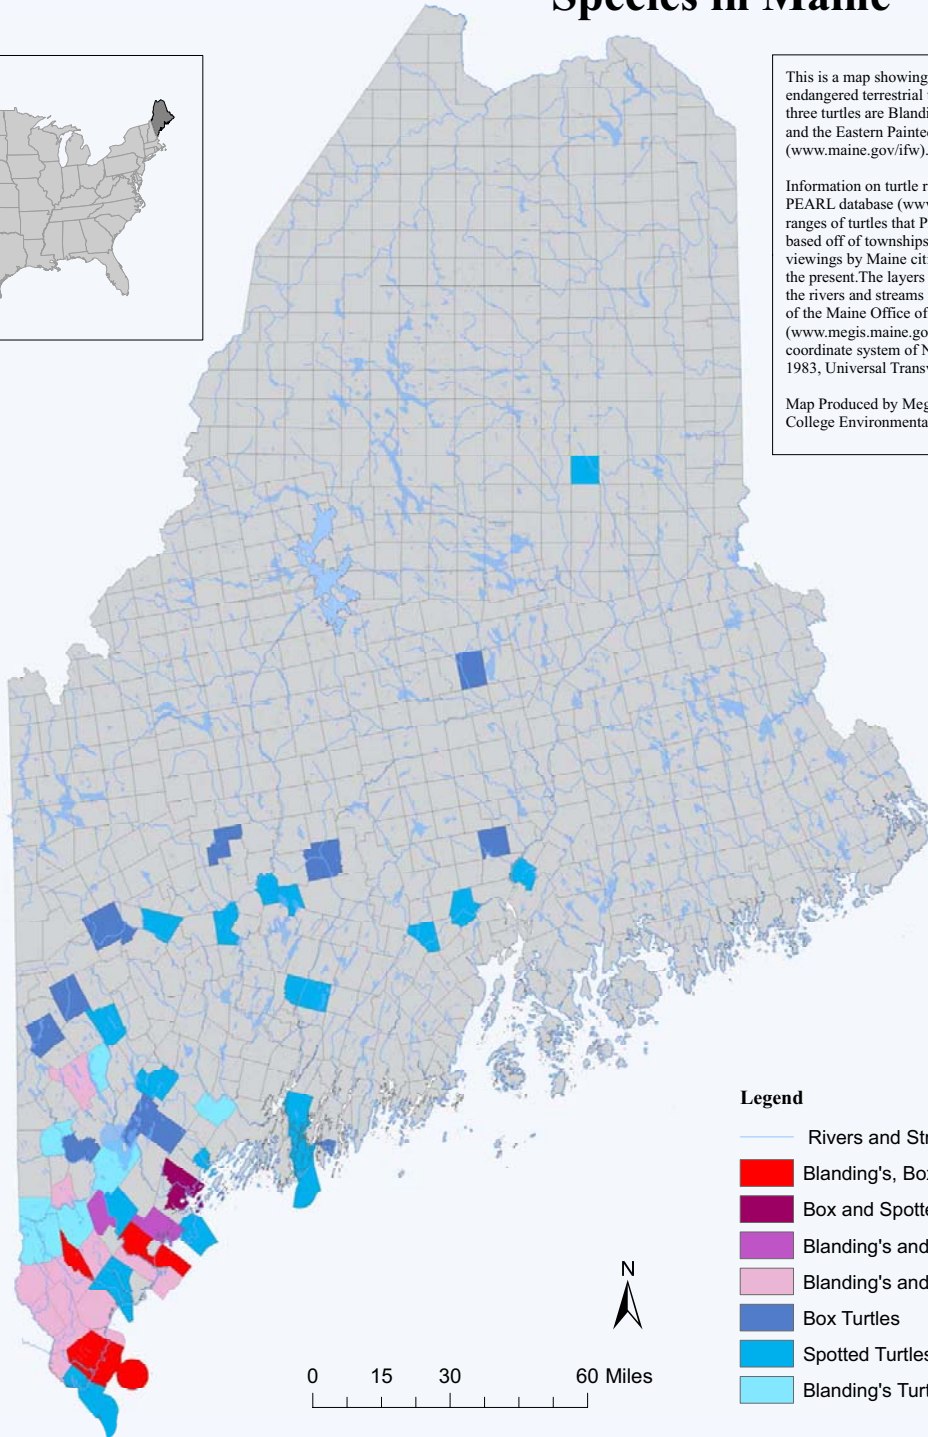 Species in Maine
This is a map showing
endangered terrestrial
three turtles are Blandi
and the Eastern Painte
(www.maine.gov/ifw).
Information on turtle r
PEARL database (www
ranges of turtles that P
based off of townships
viewings by Maine citi
the present.The layers
the rivers and streams
of the Maine Office of
(www.megis.maine.go
coordinate system of N
1983, Universal Transv
Map Produced by Meg
College Environmenta
Legend
Rivers and Str
Blanding's, Box
Box and Spotte
Blanding's and
Blanding's and
Box Turtles
Spotted Turtles
Blanding's Turt
N
0 15 30 60 Miles